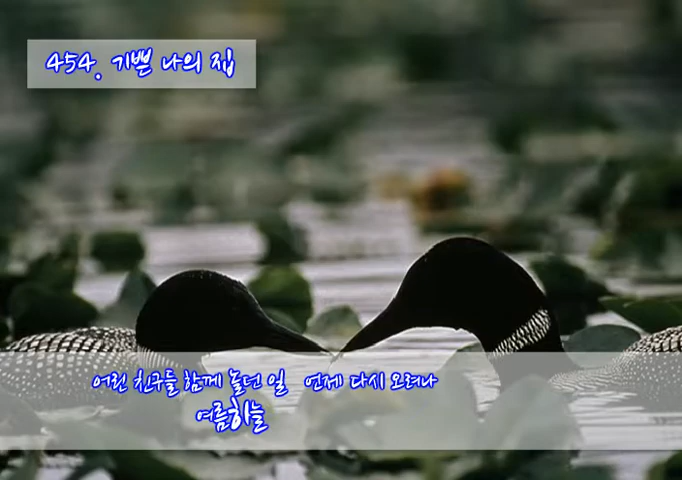 454. 기쁜 나의 집
어린 친구들 함께 놀던 일 언제 다시 오려나
여름하늘